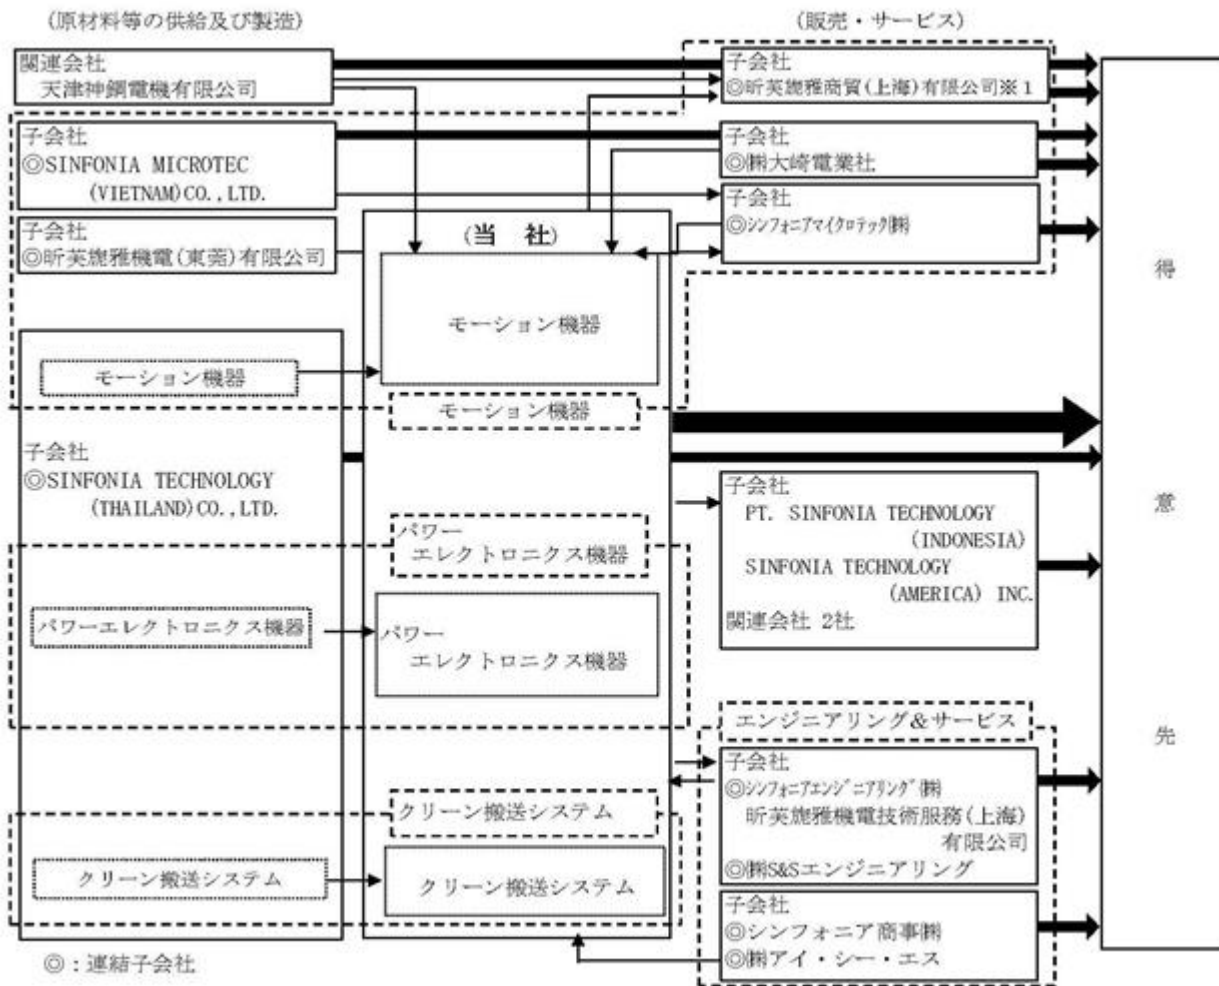 (原材料等の供給及び製造)
(販売・サービス)
関連会社
天津神鋼電機有限公司
子会社
◎SINFONIA MICROTEC
(VIETNAM)CO.,LTD.
子会社
◎昕芙旎雅機電(東莞)有限公司
モーション機器
子会社
◎SINFONIA TECHNOLOGY
(THAILAND)CO.,LTD.
パワーエレクトロニクス機器
クリーン搬送システム
◎:連結子会社
(当 社)
モーション機器
モーション機器
パワー
エレクトロニクス機器
パワー
エレクトロニクス機器
クリーン搬送システム
クリーン搬送システム
子会社
◎昕芙旎雅商貿(上海)有限公司※1
子会社
◎㈱大崎電業社
子会社
◎シンフォニアマイクロテック㈱
子会社
PT. SINFONIA TECHNOLOGY
(INDONESIA)
SINFONIA TECHNOLOGY
(AMERICA) INC.
関連会社 2社
エンジニアリング&サービス
子会社
◎シンフォニアエンジニアリング㈱
昕芙旎雅機電技術服務(上海)
有限公司
◎㈱S&Sエンジニアリング
子会社
◎シンフォニア商事㈱
◎㈱アイ・シー・エス
得
意
先